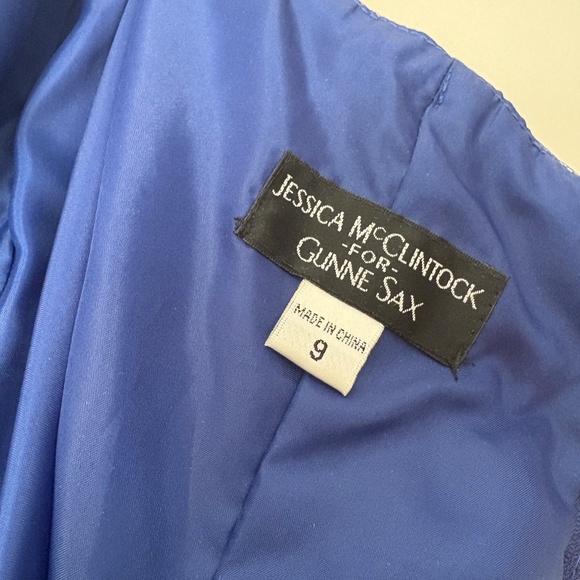 JESSICA McCLINTOCK
-FOR-
GUNNE SAX
MADE IN CHINA
9